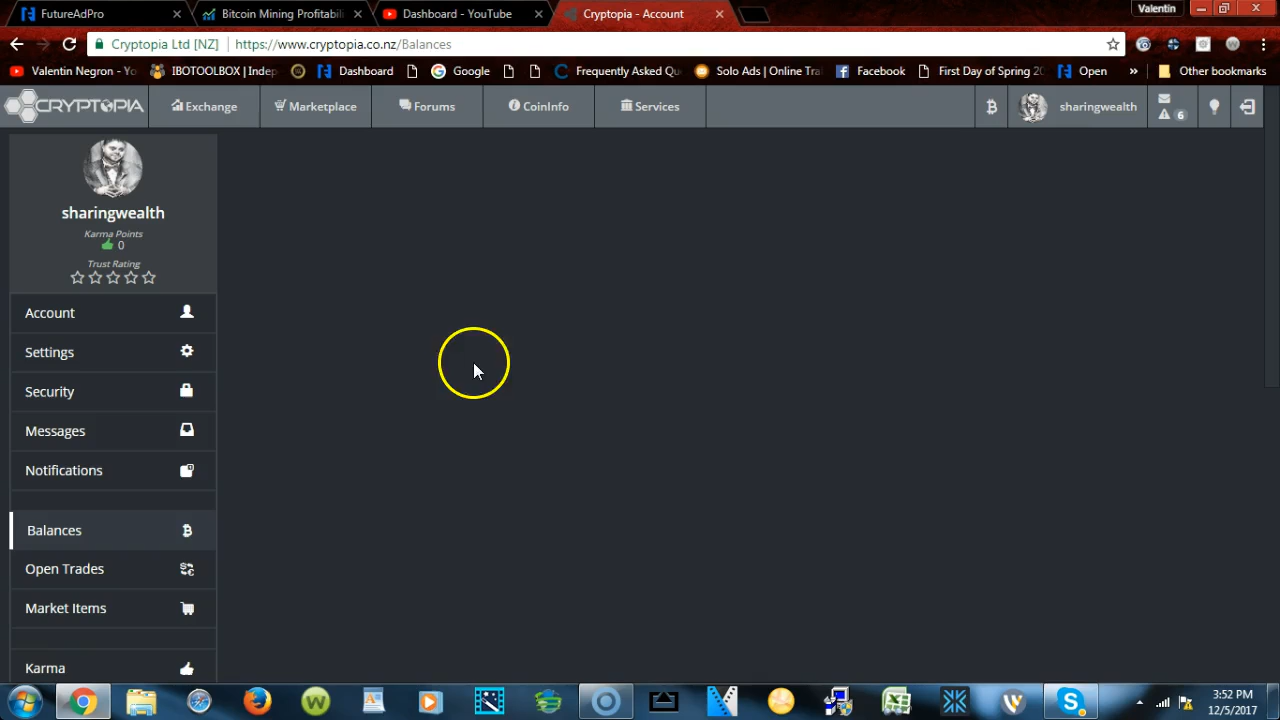 FutureAdPro
Bitcoin Mining Profitabili
Dashboard - YouTube
Cryptopia - Account
Valentin
Cryptopia Ltd [NZ]
https://www.cryptopia.co.nz/Balances
Valentin Negron - Yo
IBOTOOLBOX | Indep
Dashboard
Google
Frequently Asked Qu
Solo Ads | Online Trai
Facebook
First Day of Spring 20
Open
»
Other bookmarks
CRYPTOPIA
Exchange
Marketplace
Forums
CoinInfo
Services
sharingwealth
6
sharingwealth
Karma Points
0
Trust Rating
Account
Settings
Security
Messages
Notifications
Balances
Open Trades
Market Items
Karma
3:52 PM
12/5/2017